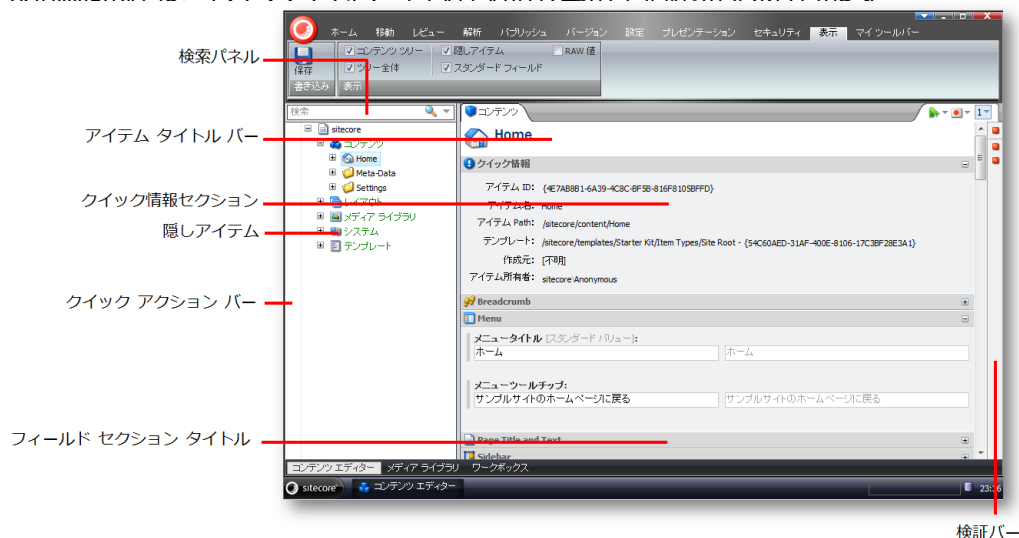 ホーム 移動 レビュー 解析 パブリッシュ バージョン 設定 プレゼンテーション セキュリティ 表示 マイ ツールバー
保存
コンテンツ ツリー
隠しアイテム
RAW 値
ツリー全体
スタンダード フィールド
書き込み
表示
検索パネル
アイテム タイトル バー
クイック情報セクション
隠しアイテム
クイック アクション バー
フィールド セクション タイトル
検証バー
検索
sitecore
コンテンツ
Home
Meta-Data
Settings
レイアウト
メディア ライブラリ
システム
テンプレート
コンテンツ
1
Home
クイック情報
アイテム ID: {4E7AB8B1-6A39-4C8C-BF5B-816F8105BFFD}
アイテム名: Home
アイテム Path: /sitecore/content/Home
テンプレート: /sitecore/templates/Starter Kit/Item Types/Site Root - {54C60AED-31AF-400E-8106-17C3BF28E3A1}
作成元: [不明]
アイテム所有者: sitecore\Anonymous
Breadcrumb
Menu
メニュータイトル [スタンダード バリュー]:
ホーム
ホーム
メニューツールチップ:
サンプルサイトのホームページに戻る
サンプルサイトのホームページに戻る
Page Title and Text
Sidebar
コンテンツ エディター メディア ライブラリ ワークボックス
sitecore コンテンツ エディター